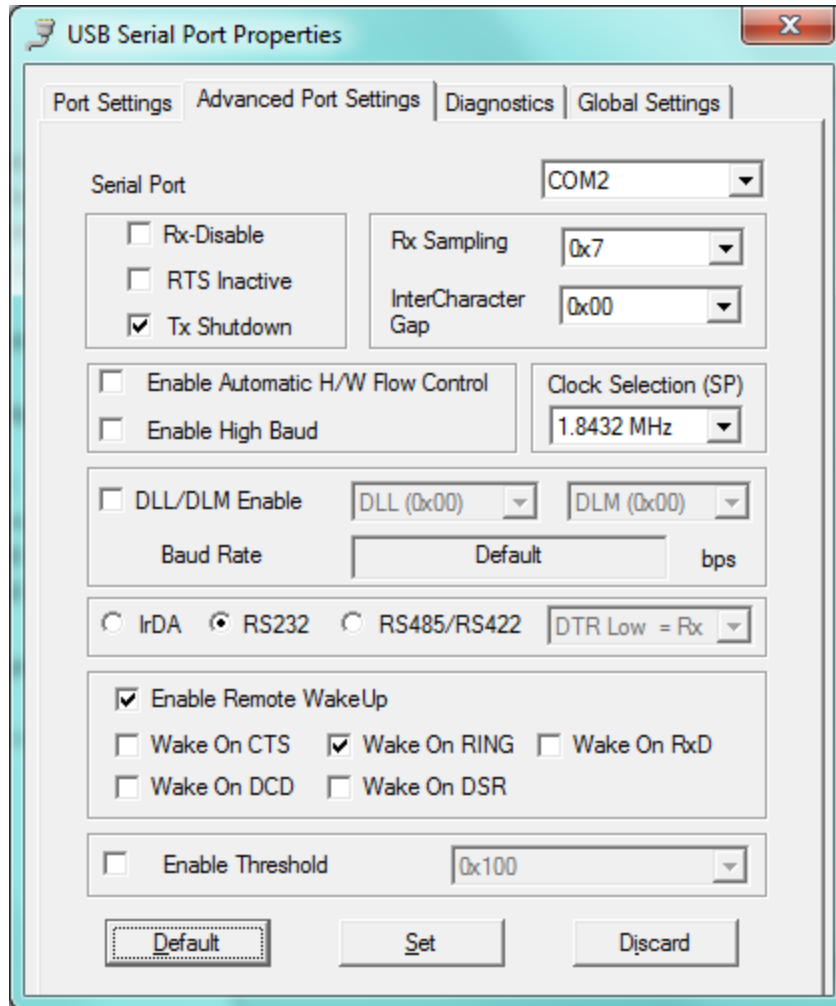 USB Serial Port Properties
Port Settings Advanced Port Settings Diagnostics Global Settings
Serial Port COM2
Rx-Disable
RTS Inactive
Tx Shutdown
Rx Sampling 0x7
InterCharacter
Gap 0x00
Enable Automatic H/W Flow Control
Enable High Baud
Clock Selection (SP)
1.8432 MHz
DLL/DLM Enable DLL (0x00) DLM (0x00)
Baud Rate Default bps
IrDA RS232 RS485/RS422 DTR Low = Rx
Enable Remote WakeUp
Wake On CTS Wake On RING Wake On RxD
Wake On DCD Wake On DSR
Enable Threshold 0x100
Default Set Discard